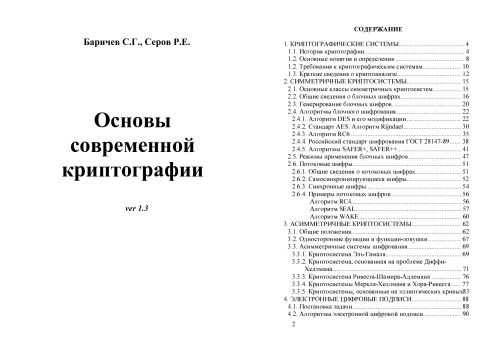 Баричев С.Г., Серов Р.Е.
Основы
современной
криптографии
ver 1.3
СОДЕРЖАНИЕ
1. КРИПТОГРАФИЧЕСКИЕ СИСТЕМЫ 4
1.1. История криптографии 4
1.2. Основные понятия и определения 8
1.2. Требования к криптографическим системам 10
1.3. Краткие сведения о криптоанализе 12
2. СИММЕТРИЧНЫЕ КРИПТОСИСТЕМЫ 15
2.1. Основные классы симметричных криптосистем 15
2.2. Общие сведения о блочных шифрах 16
2.3. Генерирование блочных шифров 20
2.4. Алгоритмы блочного шифрования 22
2.4.1. Алгоритм DES и его модификации 22
2.4.2. Стандарт AES. Алгоритм Rijndael 30
2.4.3. Алгоритм RC6 35
2.4.4. Российский стандарт шифрования ГОСТ 28147-89 38
2.4.5. Алгоритмы SAFER+, SAFER++ 41
2.5. Режимы применения блочных шифров 47
2.6. Потоковые шифры 51
2.6.1. Общие сведения о потоковых шифрах 51
2.6.2. Самосинхронизирующиеся шифры 52
2.6.3. Синхронные шифры 54
2.6.4. Примеры потоковых шифров 56
Алгоритм RC4 56
Алгоритм SEAL 57
Алгоритм WAKE 60
3. АСИММЕТРИЧНЫЕ КРИПТОСИСТЕМЫ 62
3.1. Общие положения 62
3.2. Односторонние функции и функции-ловушки 67
3.3. Асимметричные системы шифрования 69
3.3.1. Криптосистема Эль-Гамаля 69
3.3.2. Криптосистема, основанная на проблеме Диффи-
Хеллмана 71
3.3.3. Криптосистема Ривеста-Шамира-Адлемана 76
3.3.4. Криптосистемы Меркля-Хеллмана и Хора-Ривеста 77
3.3.5. Криптосистемы, основанные на эллиптических кривых 83
4. ЭЛЕКТРОННЫЕ ЦИФРОВЫЕ ПОДПИСИ 88
4.1. Постановка задачи 88
4.2. Алгоритмы электронной цифровой подписи 90
2